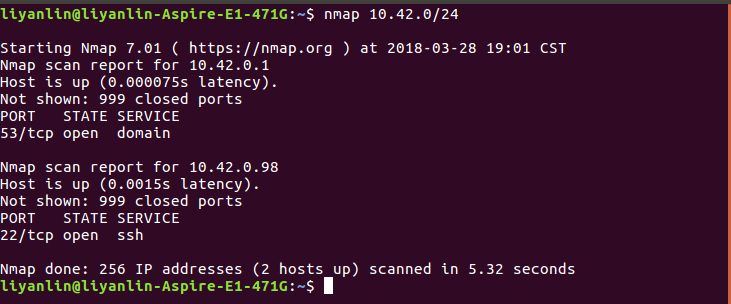 liyanlin@liyanlin-Aspire-E1-471G:~$ nmap 10.42.0/24
Starting Nmap 7.01 ( https://nmap.org ) at 2018-03-28 19:01 CST
Nmap scan report for 10.42.0.1
Host is up (0.000075s latency).
Not shown: 999 closed ports
PORT   STATE SERVICE
53/tcp open  domain
Nmap scan report for 10.42.0.98
Host is up (0.0015s latency).
Not shown: 999 closed ports
PORT   STATE SERVICE
22/tcp open  ssh
Nmap done: 256 IP addresses (2 hosts up) scanned in 5.32 seconds
liyanlin@liyanlin-Aspire-E1-471G:~$